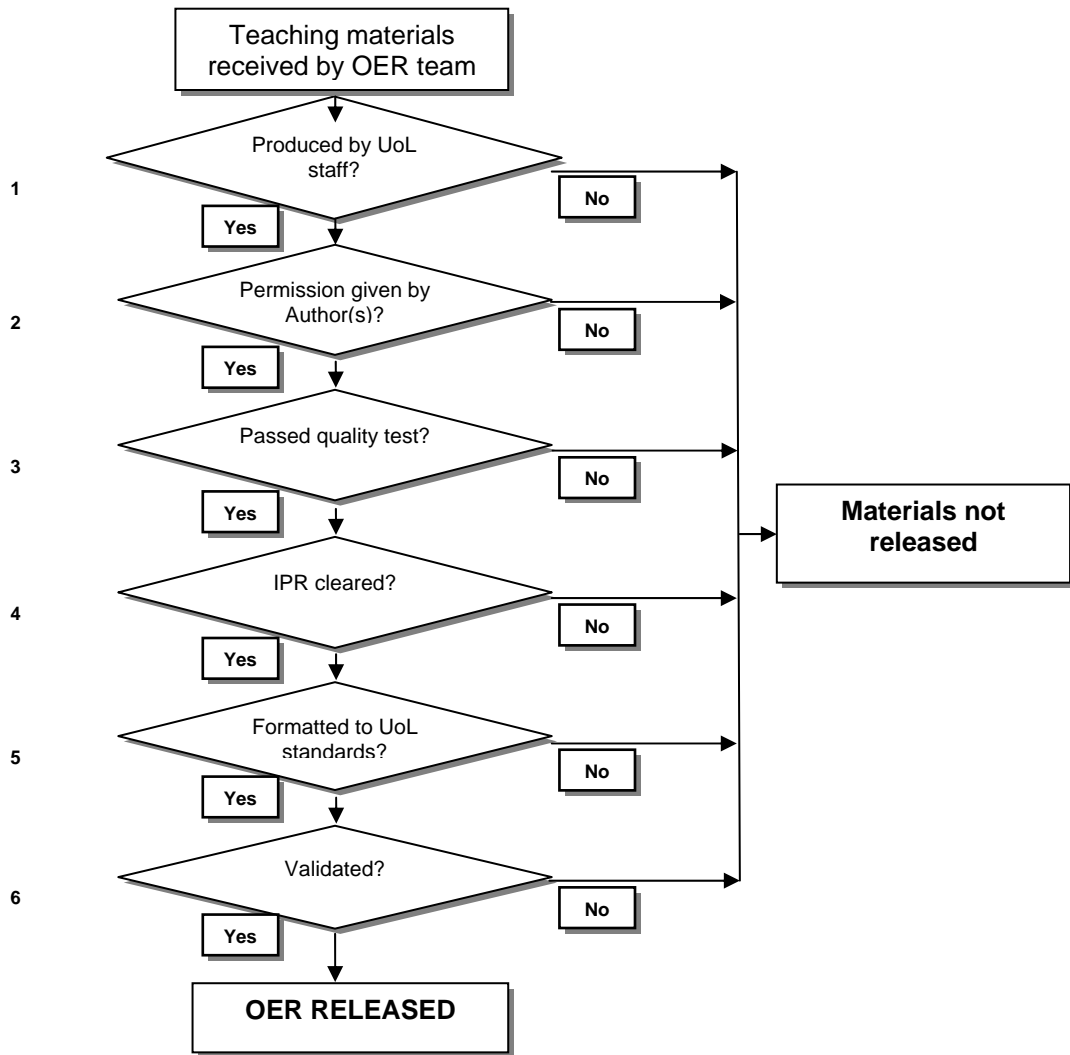 Teaching materials
received by OER team
Produced by UoL
staff?
1
No
Yes
Permission given by
Author(s)?
2
No
Yes
Passed quality test?
3
No
Yes
Materials not
released
IPR cleared?
4
No
Yes
Formatted to UoL
standards?
5
No
Yes
Validated?
6
No
Yes
OER RELEASED